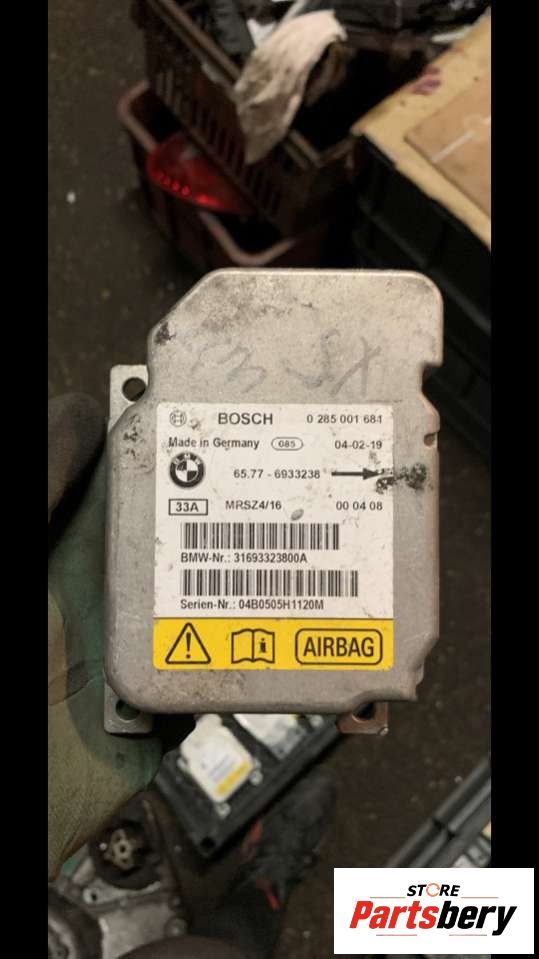 BOSCH 0 285 001 681
Made in Germany 085 04-02-19
BMW 65.77 - 6933238
33A MRSZ4/16 00 04 08
BMW-Nr.: 31693323800A
Serien-Nr.: 04B0505H1120M
AIRBAG
STORE
Partsbery